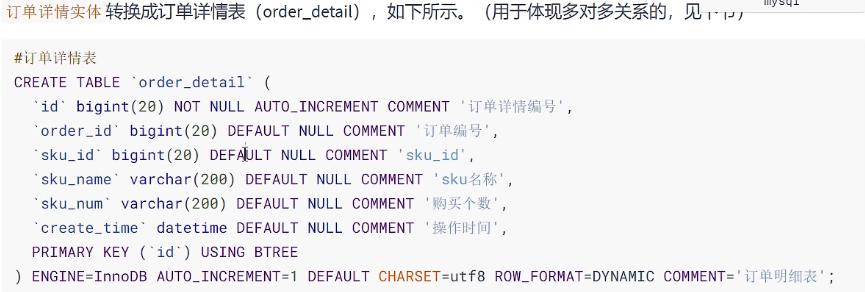 mysql
订单详情实体 转换成订单详情表（order_detail），如下所示。（用于体现多对多关系的，见下节）
#订单详情表
CREATE TABLE `order_detail` (
  `id` bigint(20) NOT NULL AUTO_INCREMENT COMMENT '订单详情编号',
  `order_id` bigint(20) DEFAULT NULL COMMENT '订单编号',
  `sku_id` bigint(20) DEFAULT NULL COMMENT 'sku_id',
  `sku_name` varchar(200) DEFAULT NULL COMMENT 'sku名称',
  `sku_num` varchar(200) DEFAULT NULL COMMENT '购买个数',
  `create_time` datetime DEFAULT NULL COMMENT '操作时间',
  PRIMARY KEY (`id`) USING BTREE
) ENGINE=InnoDB AUTO_INCREMENT=1 DEFAULT CHARSET=utf8 ROW_FORMAT=DYNAMIC COMMENT='订单明细表';